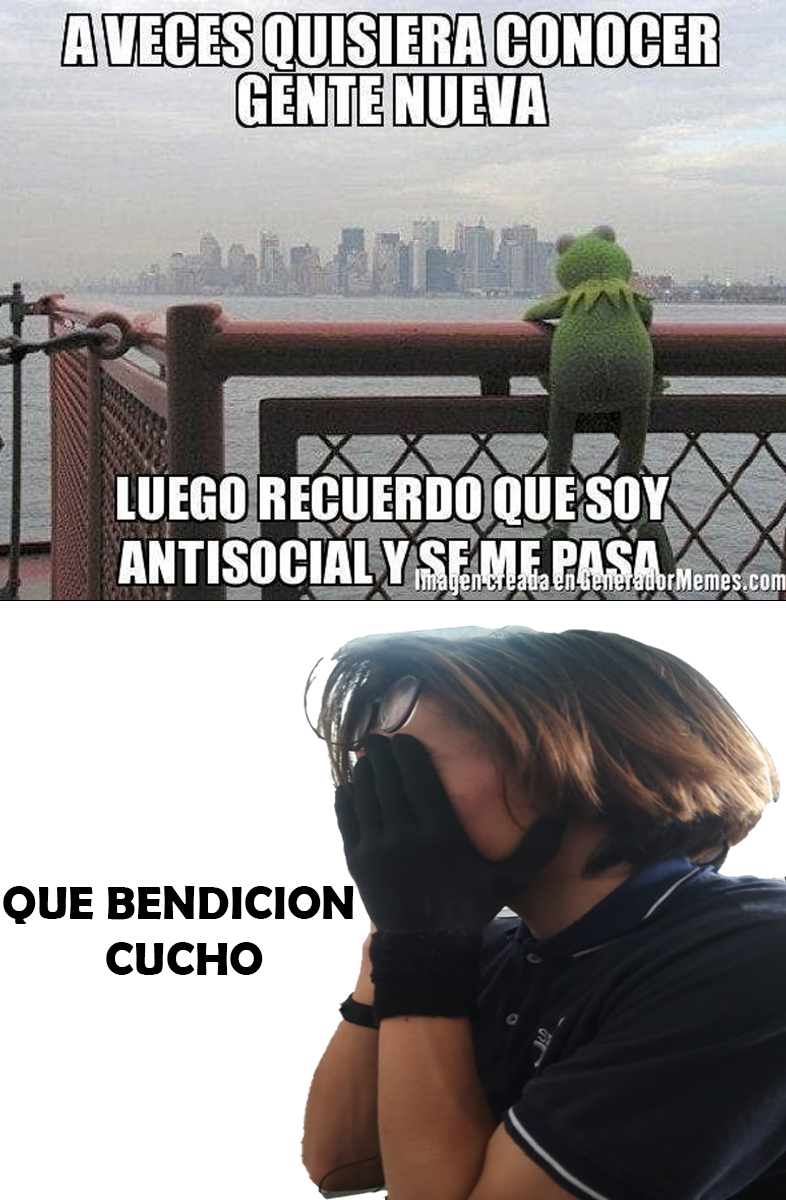 A VECES QUISIERA CONOCER
GENTE NUEVA
LUEGO RECUERDO QUE SOY
ANTISOCIAL Y SE ME PASA
Imagen creada en GeneradorMemes.com
QUE BENDICION
CUCHO